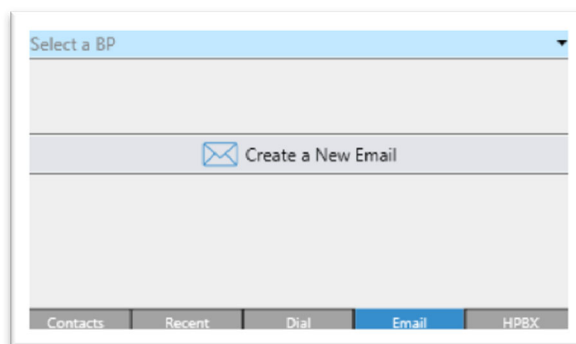 Select a BP
Create a New Email
Contacts Recent Dial Email HPBX